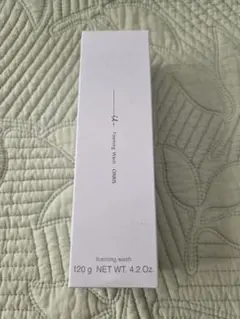 Foaming Wash ORBIS
foaming wash
120 g NET WT. 4.2 Oz.